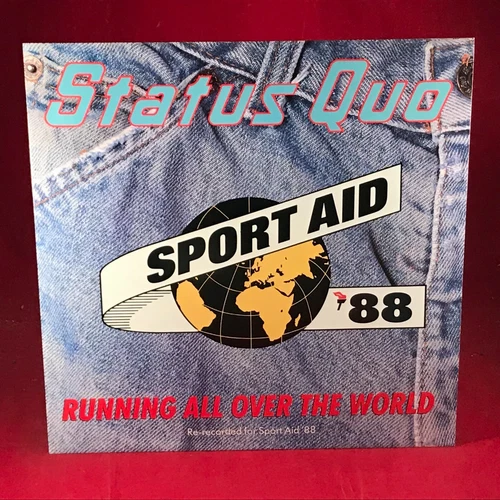 Status Quo
SPORT AID
'88
RUNNING ALL OVER THE WORLD
Re-recorded for Sport Aid '88